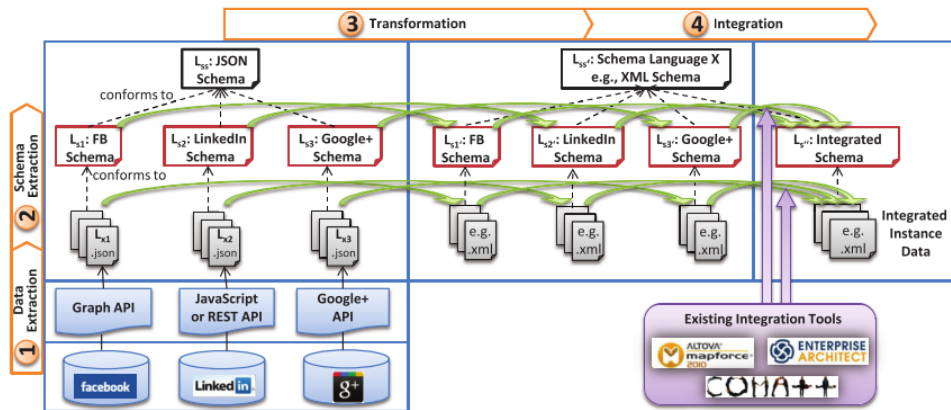 3 Transformation
4 Integration
Lss: JSON
Schema
Lss': Schema Language X
e.g., XML Schema
conforms to
Ls1: FB
Schema
Ls2: LinkedIn
Schema
Ls3: Google+
Schema
Ls1': FB
Schema
Ls2': LinkedIn
Schema
Ls3': Google+
Schema
Ls'': Integrated
Schema
conforms to
2 Schema
Extraction
Lx1
.json
Lx2
.json
Lx3
.json
e.g.
.xml
e.g.
.xml
e.g.
.xml
e.g.
.xml
Integrated
Instance
Data
1 Data
Extraction
Graph API
JavaScript
or REST API
Google+
API
facebook
Linked in
g+
Existing Integration Tools
ALTOVA
mapforce
2010
ENTERPRISE
ARCHITECT
COMA++